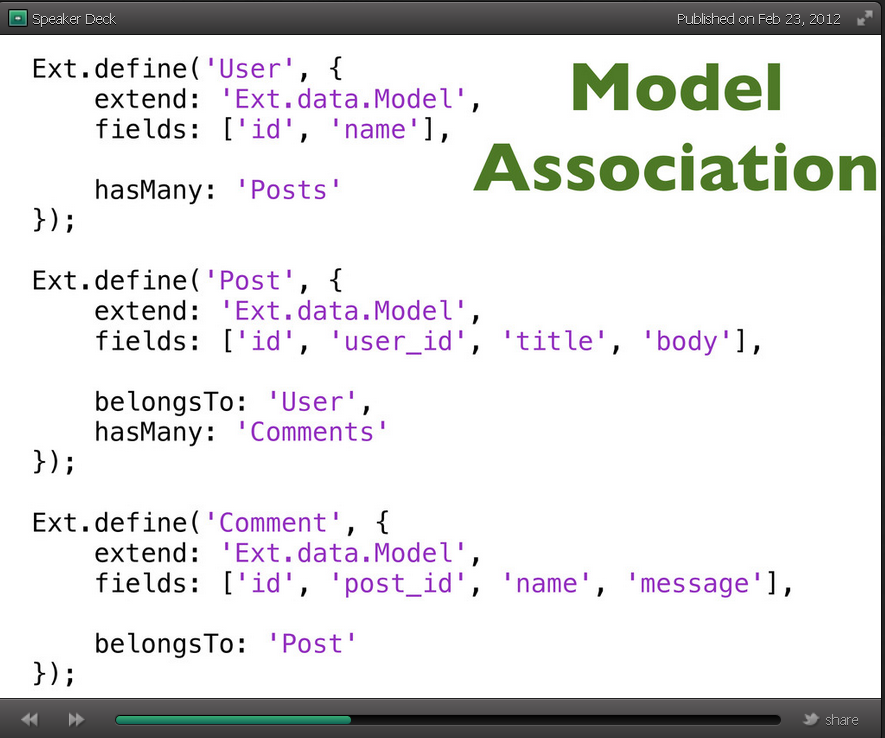 Speaker Deck
Published on Feb 23, 2012
Model
Association
Ext.define('User', {
    extend: 'Ext.data.Model',
    fields: ['id', 'name'],
    hasMany: 'Posts'
});
Ext.define('Post', {
    extend: 'Ext.data.Model',
    fields: ['id', 'user_id', 'title', 'body'],
    belongsTo: 'User',
    hasMany: 'Comments'
});
Ext.define('Comment', {
    extend: 'Ext.data.Model',
    fields: ['id', 'post_id', 'name', 'message'],
    belongsTo: 'Post'
});
share